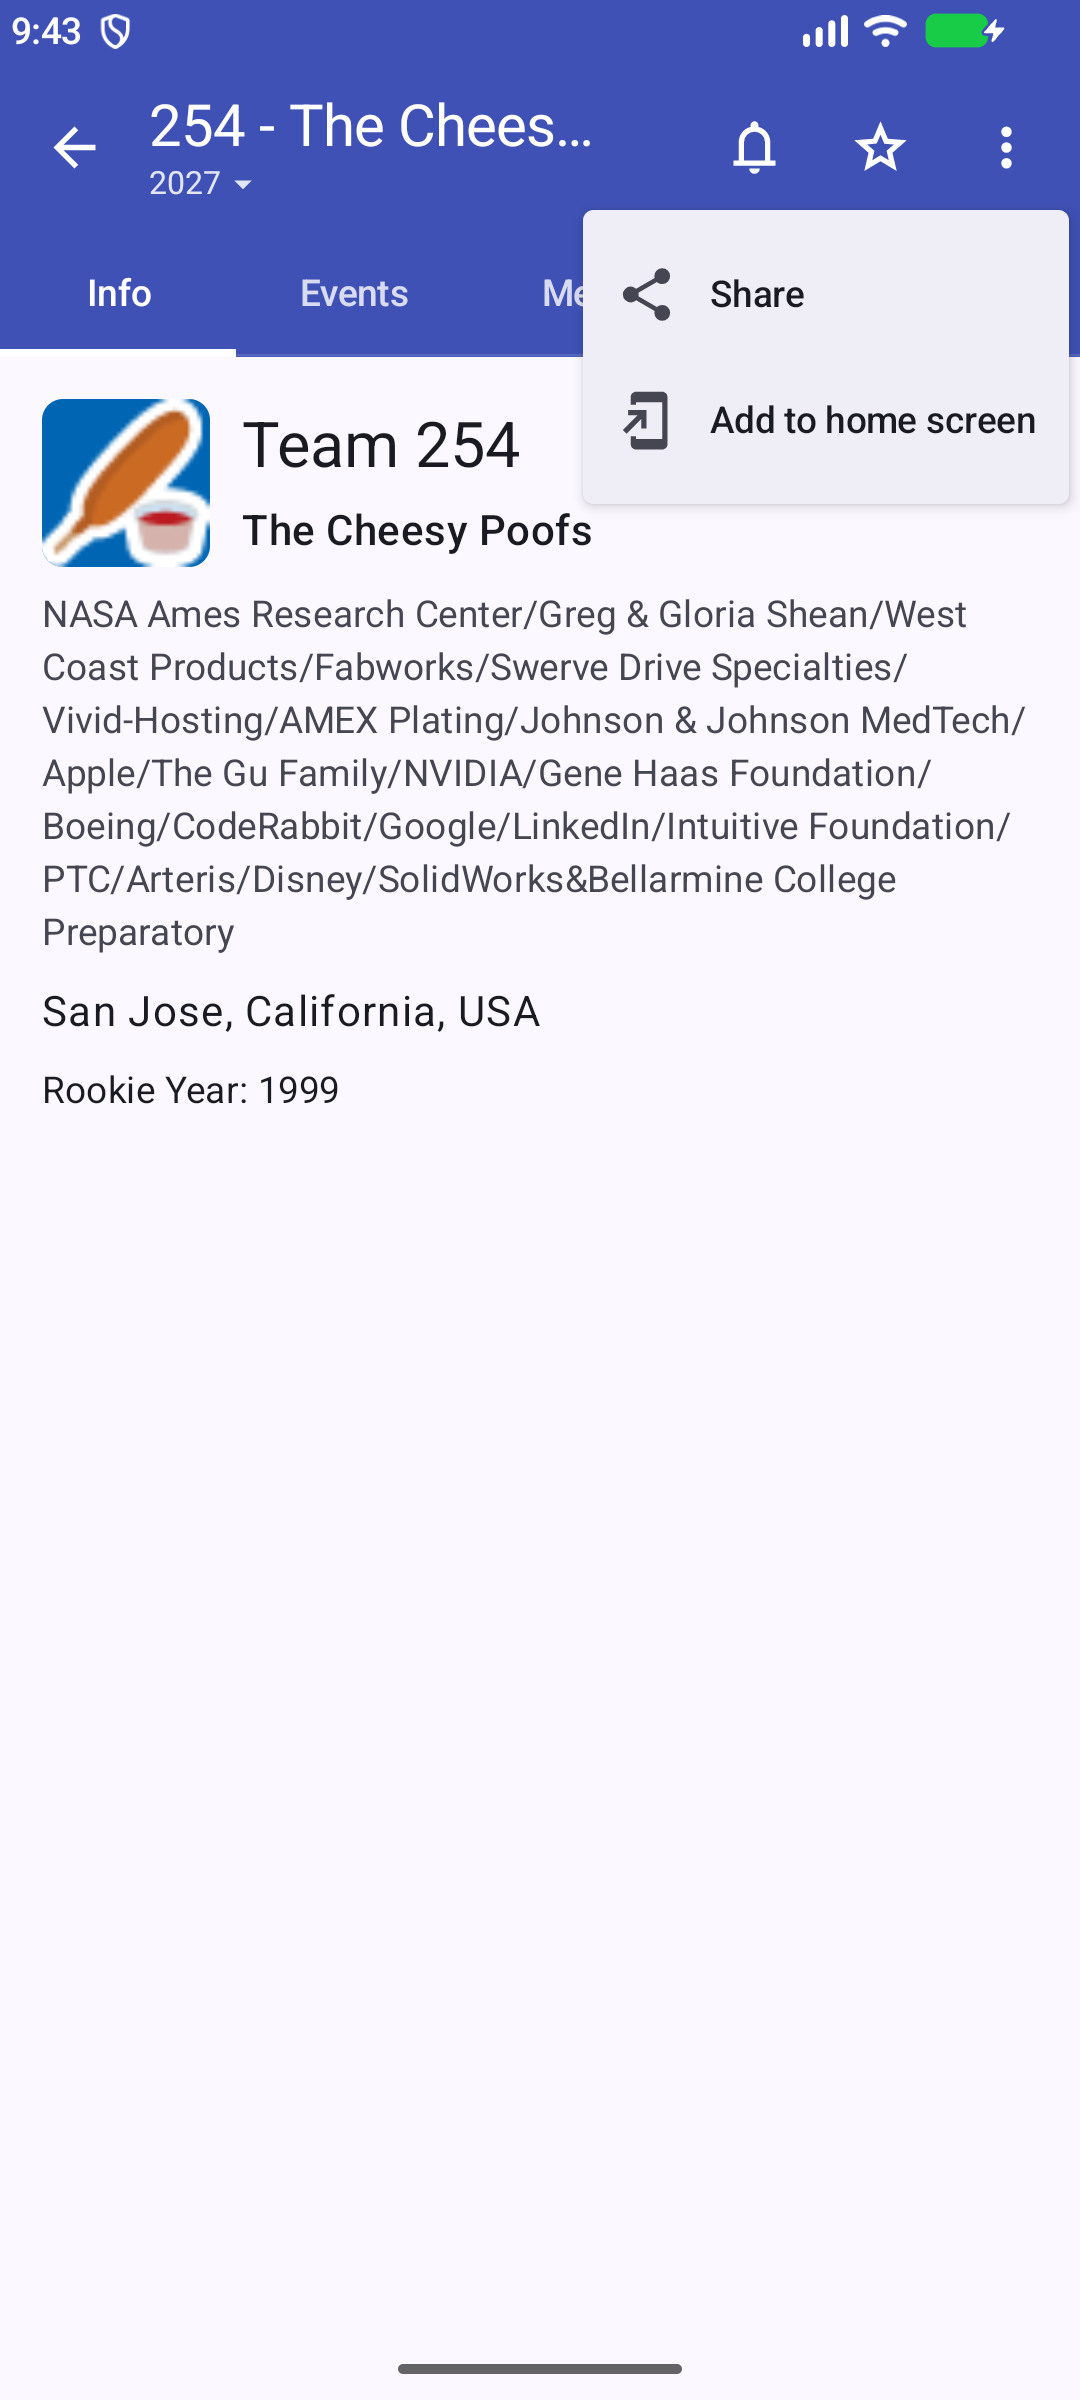 9:43
254 - The Chees...
2027
Info
Events
Me
Share
Add to home screen
Team 254
The Cheesy Poofs
NASA Ames Research Center/Greg & Gloria Shean/West
Coast Products/Fabworks/Swerve Drive Specialties/
Vivid-Hosting/AMEX Plating/Johnson & Johnson MedTech/
Apple/The Gu Family/NVIDIA/Gene Haas Foundation/
Boeing/CodeRabbit/Google/LinkedIn/Intuitive Foundation/
PTC/Arteris/Disney/SolidWorks&Bellarmine College
Preparatory
San Jose, California, USA
Rookie Year: 1999